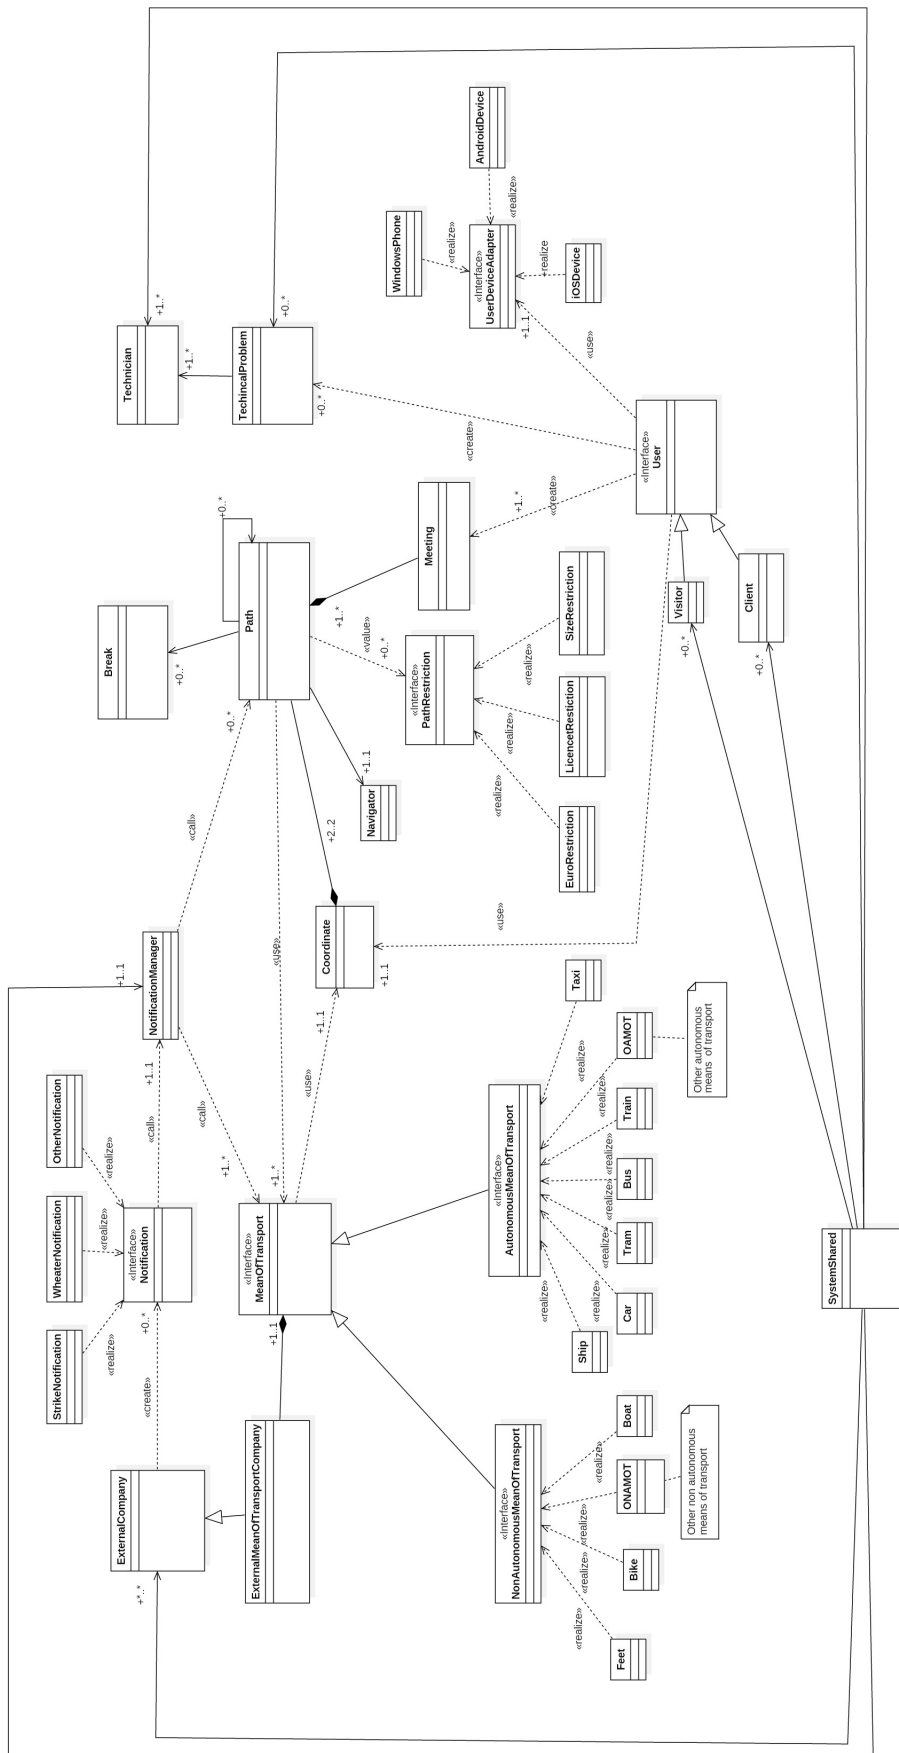 StrikeNotification
WheaterNotification
OtherNotification
«realize»
«realize»
«realize»
Break
ExternalCompany
«Interface»
Notification
+1..1
Technician
+*..*
«create»
+0..*
«call»
+1..1
NotificationManager
+1..*
+0..*
«call»
«call»
+1..*
+1..*
+0..*
+0..*
TechincalProblem
ExternalMeanOfTransportCompany
«Interface»
MeanOfTransport
Path
+1..1
+1..*
«use»
+0..*
+0..*
«use»
+1..1
Coordinate
+2..2
+1..*
Navigator
+1..1
«value»
+0..*
WindowsPhone
+1..1
«Interface»
PathRestriction
Meeting
«realize»
«create»
AndroidDevice
«Interface»
UserDeviceAdapter
«Interface»
NonAutonomousMeanOfTransport
«Interface»
AutonomousMeanOfTransport
«use»
«realize»
«realize»
«realize»
+1..*
+1..1
«realize»
«realize»
+realize
«create»
EuroRestriction
LicencetRestiction
SizeRestriction
iOSDevice
«realize»
«realize»
«realize»
«realize»
Ship
«realize»
«realize»
«realize»
«realize»
«realize»
Taxi
«use»
Feet
Bike
ONAMOT
Boat
Car
Tram
Bus
Train
OAMOT
«Interface»
User
Visitor
+0..*
Other non autonomous
means of transport
Other autonomous
means  of transport
Client
+0..*
SystemShared